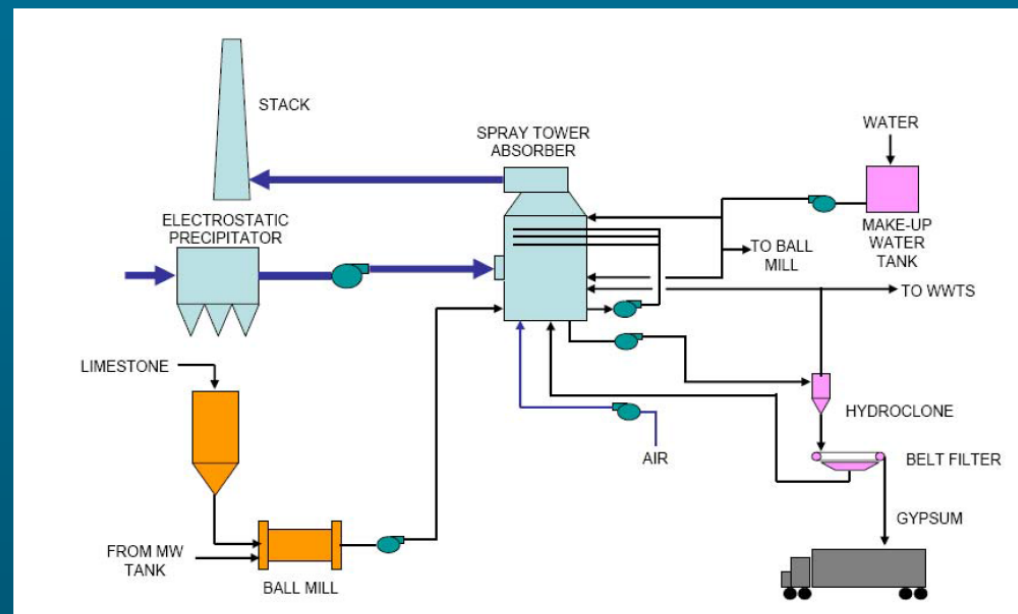 STACK
SPRAY TOWER
ABSORBER
WATER
ELECTROSTATIC
PRECIPITATOR
MAKE-UP
WATER
TANK
TO BALL
MILL
TO WWTS
LIMESTONE
HYDROCLONE
AIR
BELT FILTER
GYPSUM
FROM MW
TANK
BALL MILL